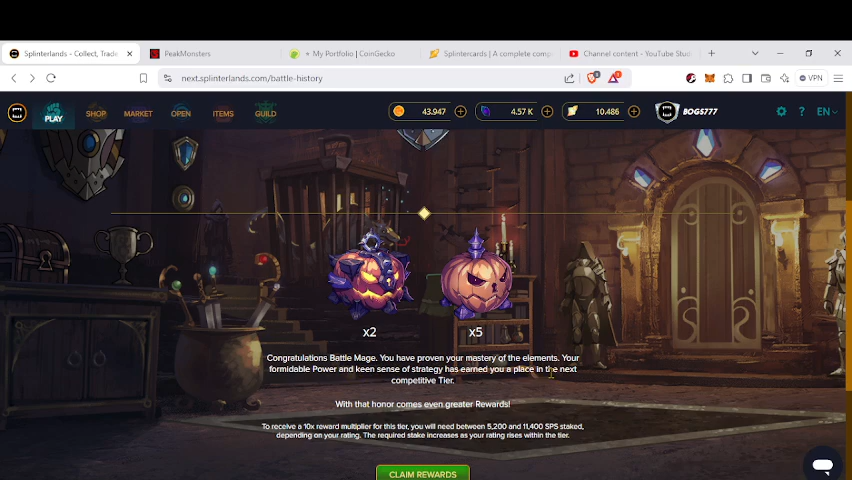 Splinterlands - Collect, Trade
PeakMonsters
My Portfolio | CoinGecko
Splintercards | A complete comp
Channel content - YouTube Stud
next.splinterlands.com/battle-history
VPN
PLAY
SHOP
MARKET
OPEN
ITEMS
GUILD
43.947
4.57 K
10.486
BOGS777
EN
x2
x5
Congratulations Battle Mage. You have proven your mastery of the elements. Your
formidable Power and keen sense of strategy has earned you a place in the next
competitive Tier.
With that honor comes even greater Rewards!
To receive a 10x reward multiplier for this tier, you will need between 5,200 and 11,400 SPS staked,
depending on your rating. The required stake increases as your rating rises within the tier.
CLAIM REWARDS